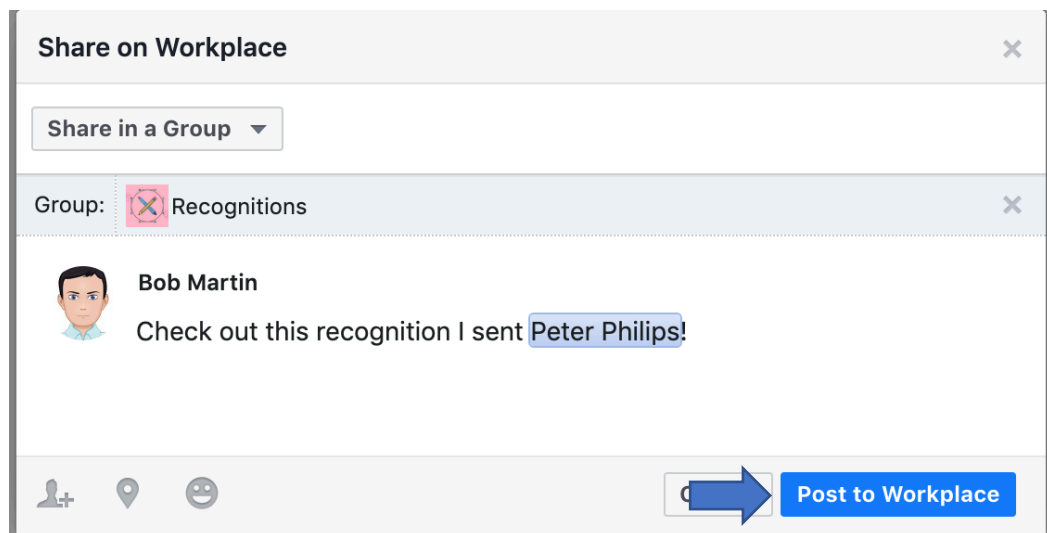 Share on Workplace
Share in a Group
Group: Recognitions
Bob Martin
Check out this recognition I sent Peter Philips!
Post to Workplace